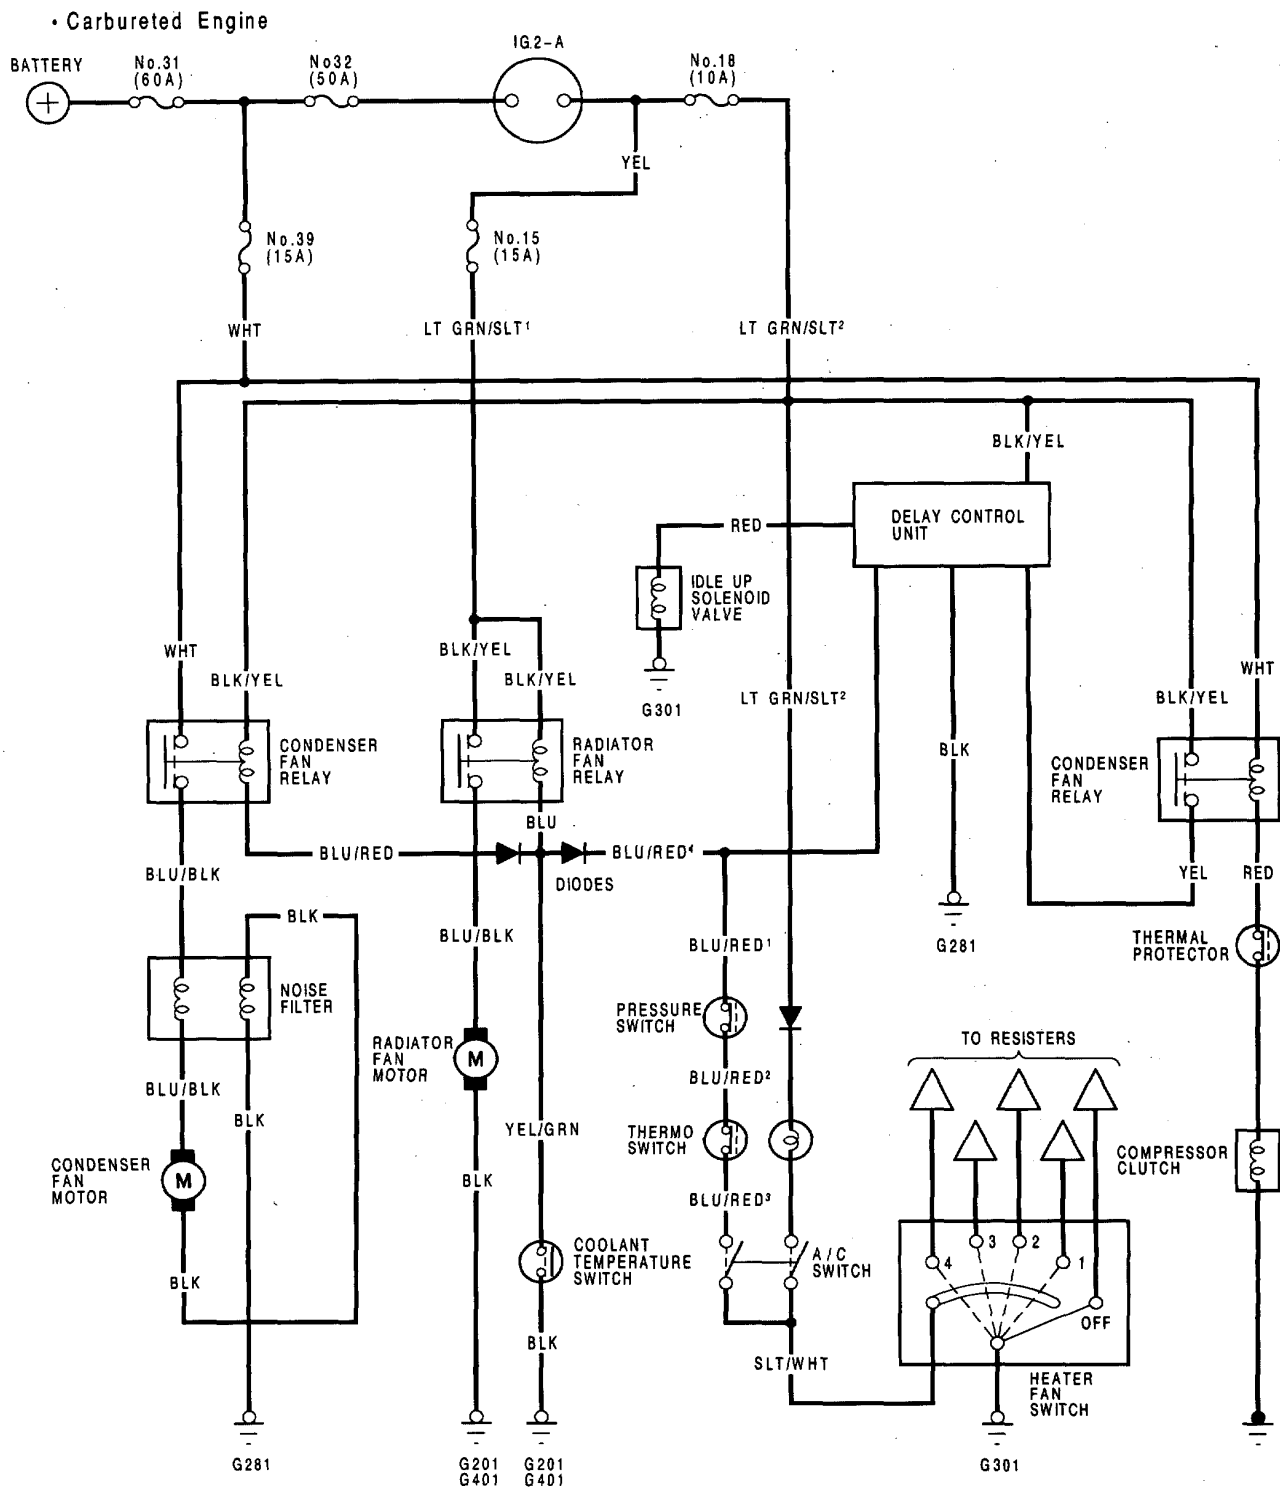 • Carbureted Engine
BATTERY
No.31
(60A)
No32
(50A)
IG.2-A
No.18
(10A)
YEL
No.39
(15A)
No.15
(15A)
WHT
LT GRN/SLT¹
LT GRN/SLT²
BLK/YEL
DELAY CONTROL
UNIT
RED
IDLE UP
SOLENOID
VALVE
G301
WHT
BLK/YEL
BLK/YEL
BLK/YEL
LT GRN/SLT²
BLK
BLK/YEL
WHT
CONDENSER
FAN
RELAY
RADIATOR
FAN
RELAY
CONDENSER
FAN
RELAY
BLU
BLU/RED
BLU/RED⁴
DIODES
BLU/BLK
YEL
RED
BLK
BLU/BLK
BLU/RED¹
G281
THERMAL
PROTECTOR
NOISE
FILTER
PRESSURE
SWITCH
RADIATOR
FAN
MOTOR
M
TO RESISTERS
BLU/BLK
BLU/RED²
BLK
YEL/GRN
THERMO
SWITCH
CONDENSER
FAN
MOTOR
M
BLK
BLU/RED³
COMPRESSOR
CLUTCH
COOLANT
TEMPERATURE
SWITCH
A/C
SWITCH
4
3
2
1
OFF
BLK
BLK
SLT/WHT
HEATER
FAN
SWITCH
G281
G201
G401
G201
G401
G301